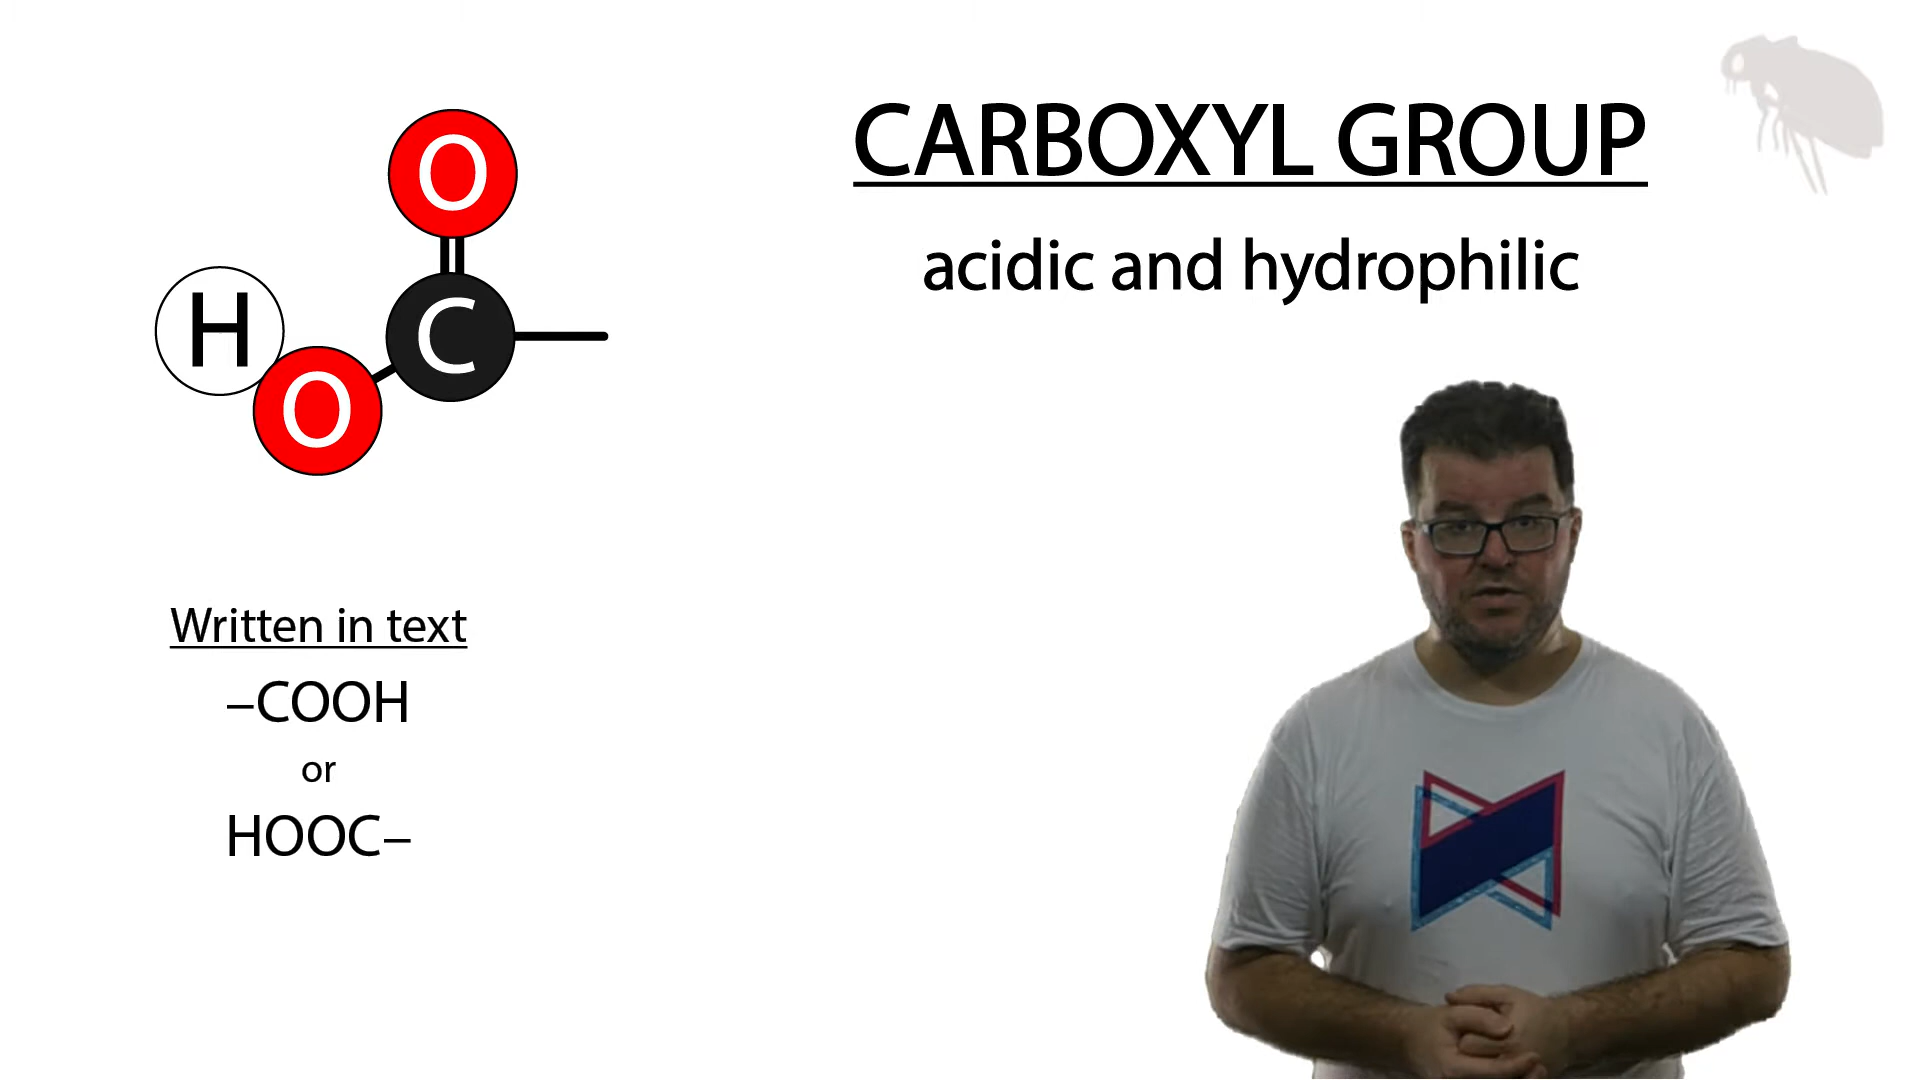 CARBOXYL GROUP
acidic and hydrophilic
O
H
O
C
Written in text
–COOH
or
HOOC–